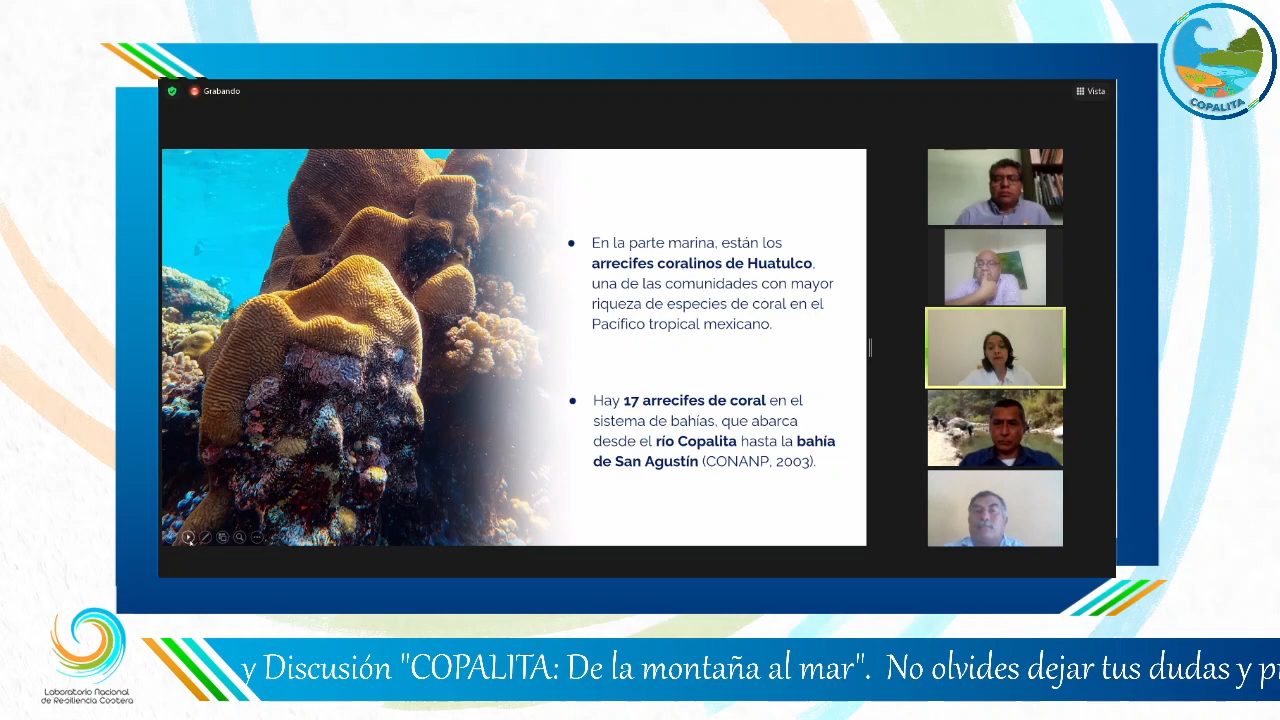 COPALITA
Grabando
Vista
● En la parte marina, están los
arrecifes coralinos de Huatulco,
una de las comunidades con mayor
riqueza de especies de coral en el
Pacífico tropical mexicano.
● Hay 17 arrecifes de coral en el
sistema de bahías, que abarca
desde el río Copalita hasta la bahía
de San Agustín (CONANP, 2003).
Laboratorio Nacional
de Resiliencia Costera
y Discusión "COPALITA: De la montaña al mar". No olvides dejar tus dudas y